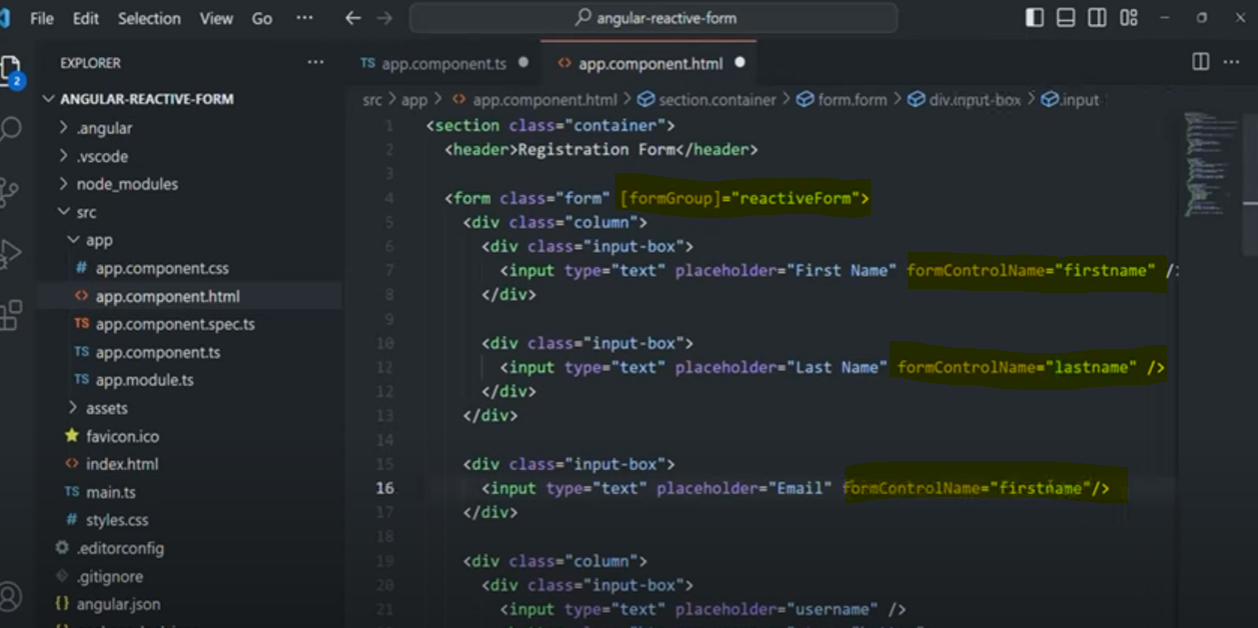 File Edit Selection View Go ··· angular-reactive-form
EXPLORER ···
2
ANGULAR-REACTIVE-FORM
.angular
.vscode
node_modules
src
app
# app.component.css
<> app.component.html
TS app.component.spec.ts
TS app.component.ts
TS app.module.ts
assets
favicon.ico
<> index.html
TS main.ts
# styles.css
.editorconfig
.gitignore
{} angular.json
TS app.component.ts <> app.component.html ···
src > app > <> app.component.html > section.container > form.form > div.input-box > input
1 <section class="container">
2 <header>Registration Form</header>
3
4 <form class="form" [formGroup]="reactiveForm">
5 <div class="column">
6 <div class="input-box">
7 <input type="text" placeholder="First Name" formControlName="firstname" />
8 </div>
9
10 <div class="input-box">
12 <input type="text" placeholder="Last Name" formControlName="lastname" />
12 </div>
13 </div>
14
15 <div class="input-box">
16 <input type="text" placeholder="Email" formControlName="firstname"/>
17 </div>
18
19 <div class="column">
20 <div class="input-box">
21 <input type="text" placeholder="username" />